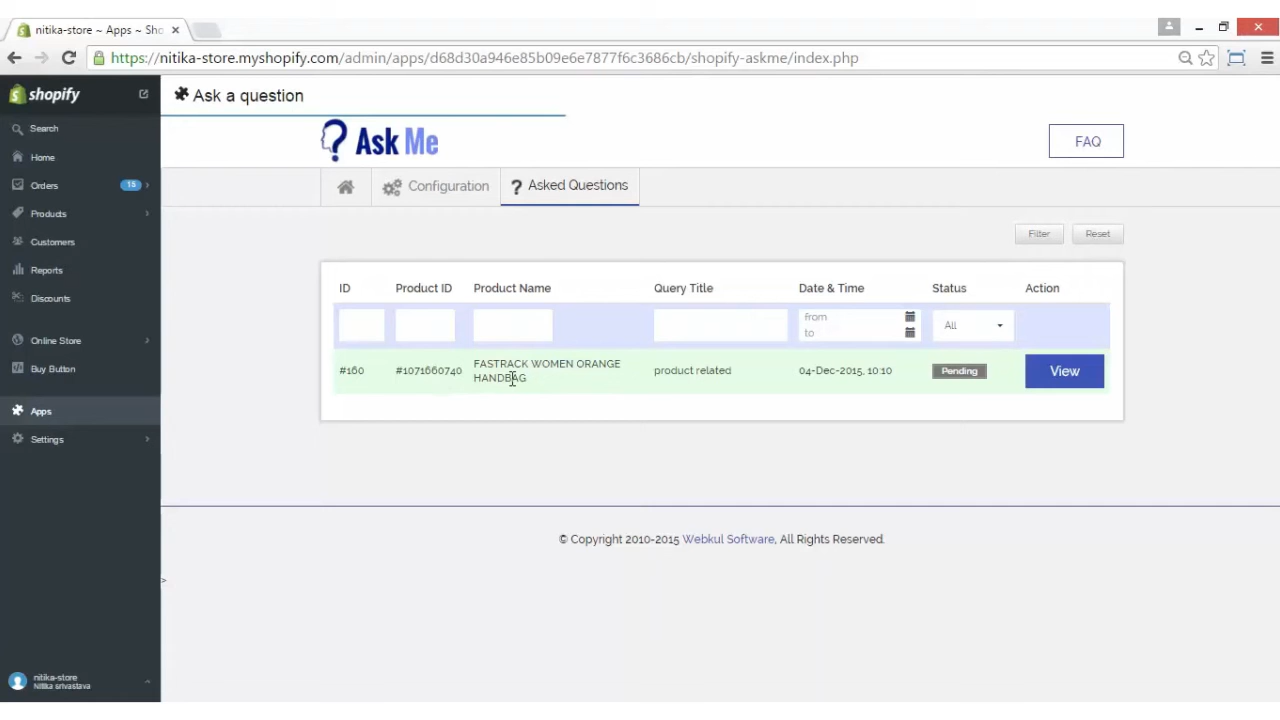 nitika-store ~ Apps ~ Sho
https://nitika-store.myshopify.com/admin/apps/d68d30a946e85b09e6e7877f6c3686cb/shopify-askme/index.php
shopify
Ask a question
Search
Home
Orders 15
Products
Customers
Reports
Discounts
Online Store
Buy Button
Apps
Settings
nitika-store
Nitika srivastava
Ask Me
FAQ
Configuration
? Asked Questions
Filter Reset
ID Product ID Product Name Query Title Date & Time Status Action
from
to
All
#160 #1071660740 FASTRACK WOMEN ORANGE HANDBAG product related 04-Dec-2015, 10:10 Pending View
© Copyright 2010-2015 Webkul Software, All Rights Reserved.
>